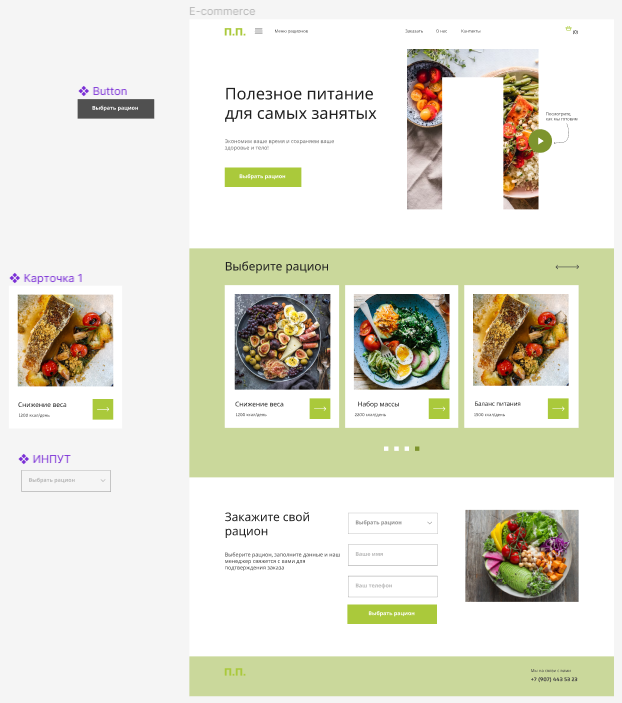 E-commerce
П.П.
Меню рационов
Заказать
О нас
Контакты
(0)
Button
Выбрать рацион
Полезное питание
для самых занятых
Экономим ваше время и сохраняем ваше
здоровье и тело!
Выбрать рацион
Посмотрите,
как мы готовим
Карточка 1
Снижение веса
1200 ккал/день
ИНПУТ
Выбрать рацион
Выберите рацион
Снижение веса
1200 ккал/день
Набор массы
2200 ккал/день
Баланс питания
1500 ккал/день
Закажите свой
рацион
Выберите рацион, заполните данные и наш
менеджер свяжется с вами для
подтверждения заказа
Выбрать рацион
Ваше имя
Ваш телефон
Выбрать рацион
П.П.
Мы на связи с вами
+7 (907) 443 53 23